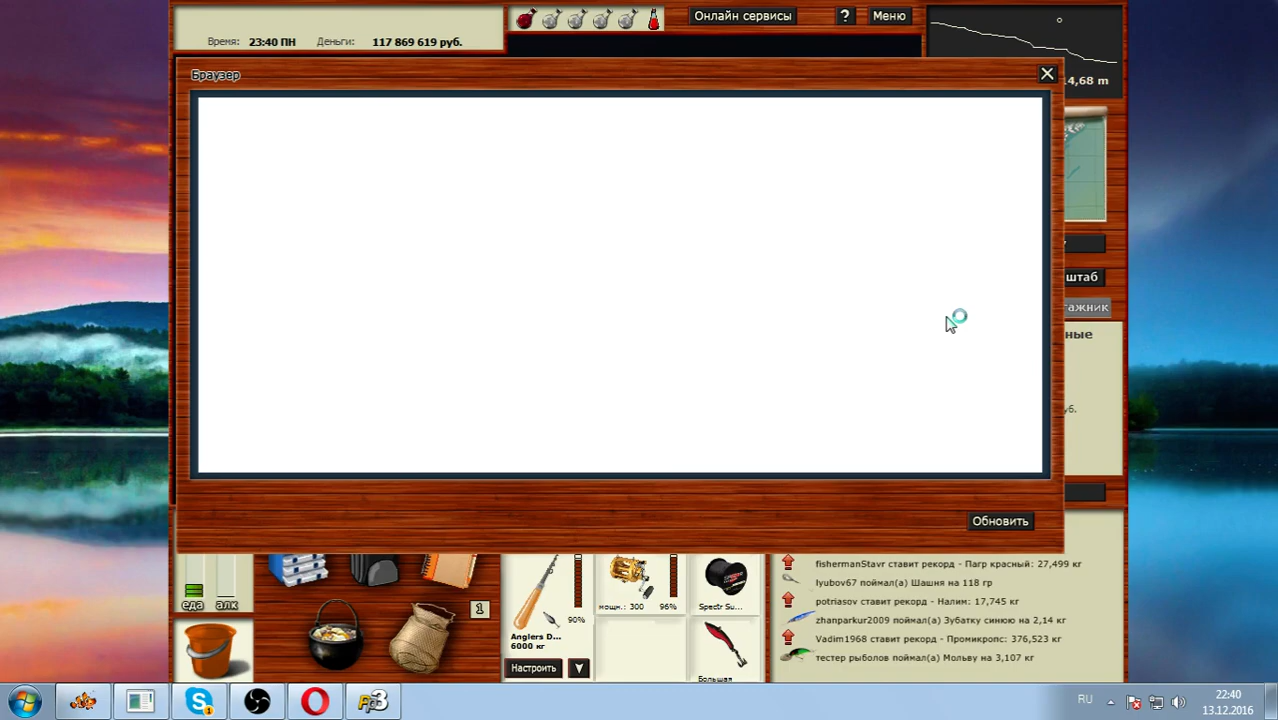 Онлайн сервисы
?
Меню
Время: 23:40 ПН Деньги: 117 869 619 руб.
Браузер
4,68 m
штаб
ные
Обновить
еда алк
1
90%
Anglers D...
6000 кг
Настроить
мощн.: 300 96%
Spectr Su...
Большая
fishermanStavr ставит рекорд - Пагр красный: 27,499 кг
lyubov67 поймал(а) Шашня на 118 гр
potriasov ставит рекорд - Налим: 17,745 кг
zhanparkur2009 поймал(а) Зубатку синюю на 2,14 кг
Vadim1968 ставит рекорд - Промикропс: 376,523 кг
тестер рыболов поймал(а) Мольву на 3,107 кг
RU
22:40
13.12.2016